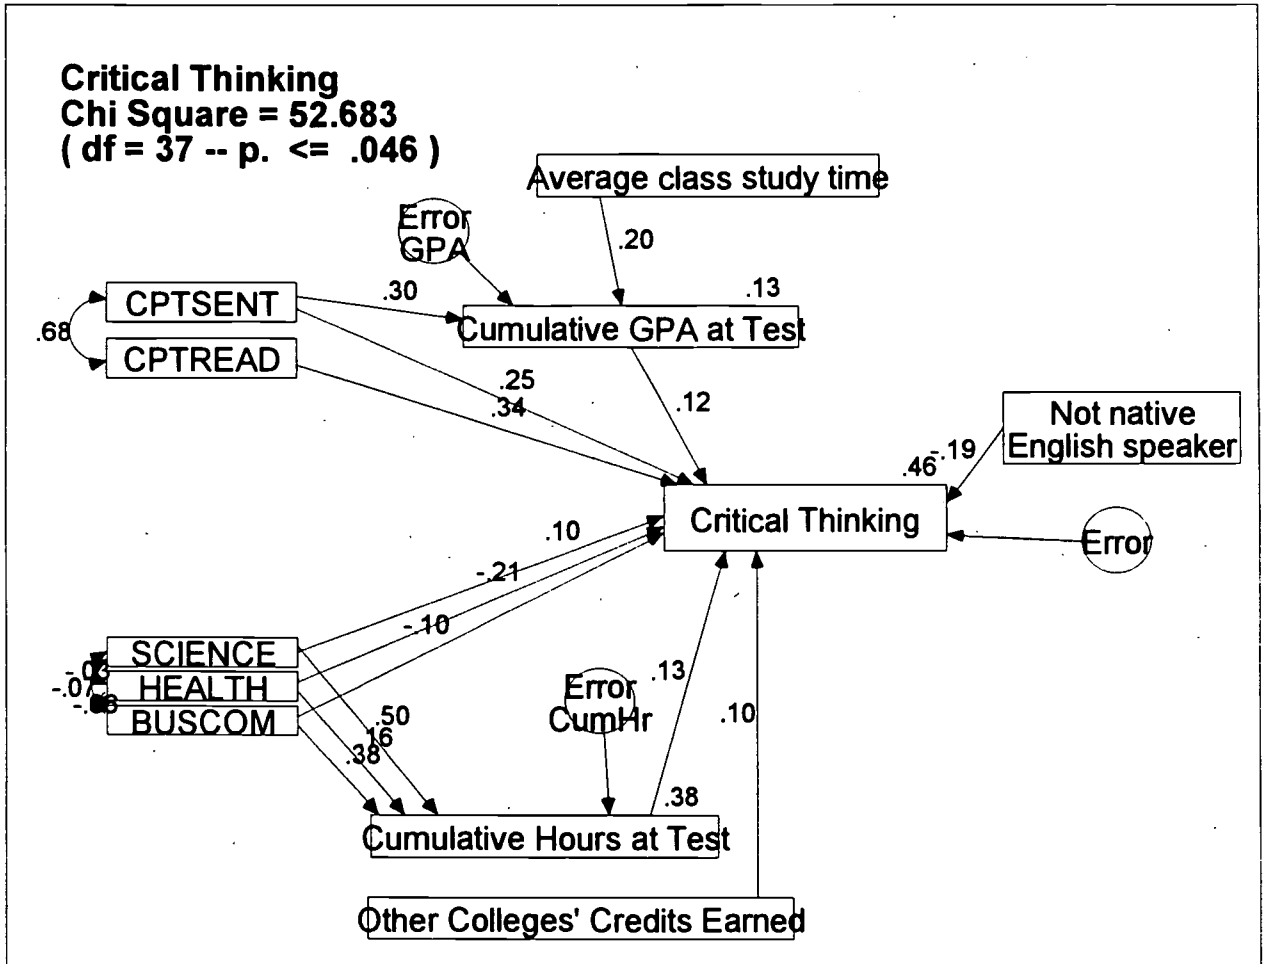 Critical Thinking
Chi Square = 52.683
( df = 37 -- p. <= .046 )
Average class study time
Error
GPA
.20
.13
CPTSENT
.30
Cumulative GPA at Test
.68
CPTREAD
.25
.34
.12
Not native
English speaker
.46
-.19
Critical Thinking
Error
.10
-.21
-.10
SCIENCE
-.03
HEALTH
-.07
BUSCOM
Error
CumHr
.13
.10
.50
.38
.38
Cumulative Hours at Test
Other Colleges' Credits Earned